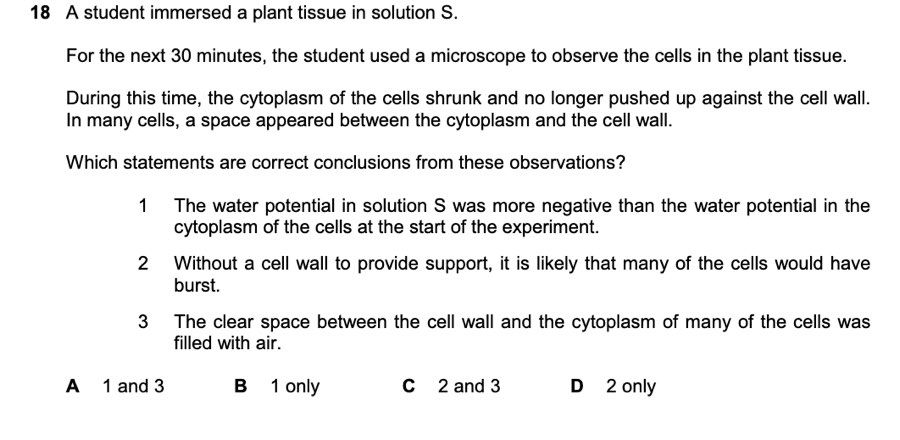 18 A student immersed a plant tissue in solution S.
For the next 30 minutes, the student used a microscope to observe the cells in the plant tissue.
During this time, the cytoplasm of the cells shrunk and no longer pushed up against the cell wall.
In many cells, a space appeared between the cytoplasm and the cell wall.
Which statements are correct conclusions from these observations?
1 The water potential in solution S was more negative than the water potential in the
cytoplasm of the cells at the start of the experiment.
2 Without a cell wall to provide support, it is likely that many of the cells would have
burst.
3 The clear space between the cell wall and the cytoplasm of many of the cells was
filled with air.
A 1 and 3 B 1 only C 2 and 3 D 2 only